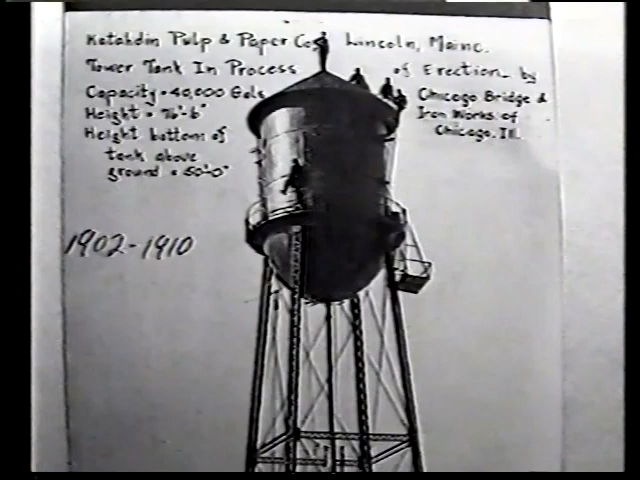 Katahdin Pulp & Paper Co. Lincoln, Maine.
Tower Tank In Process of Erection by
Capacity = 40,000 Gals Chicago Bridge &
Height = 76'-6" Iron Works of
Height bottom of Chicago. Ill.
tank above
ground = 50'-0"
1902-1910